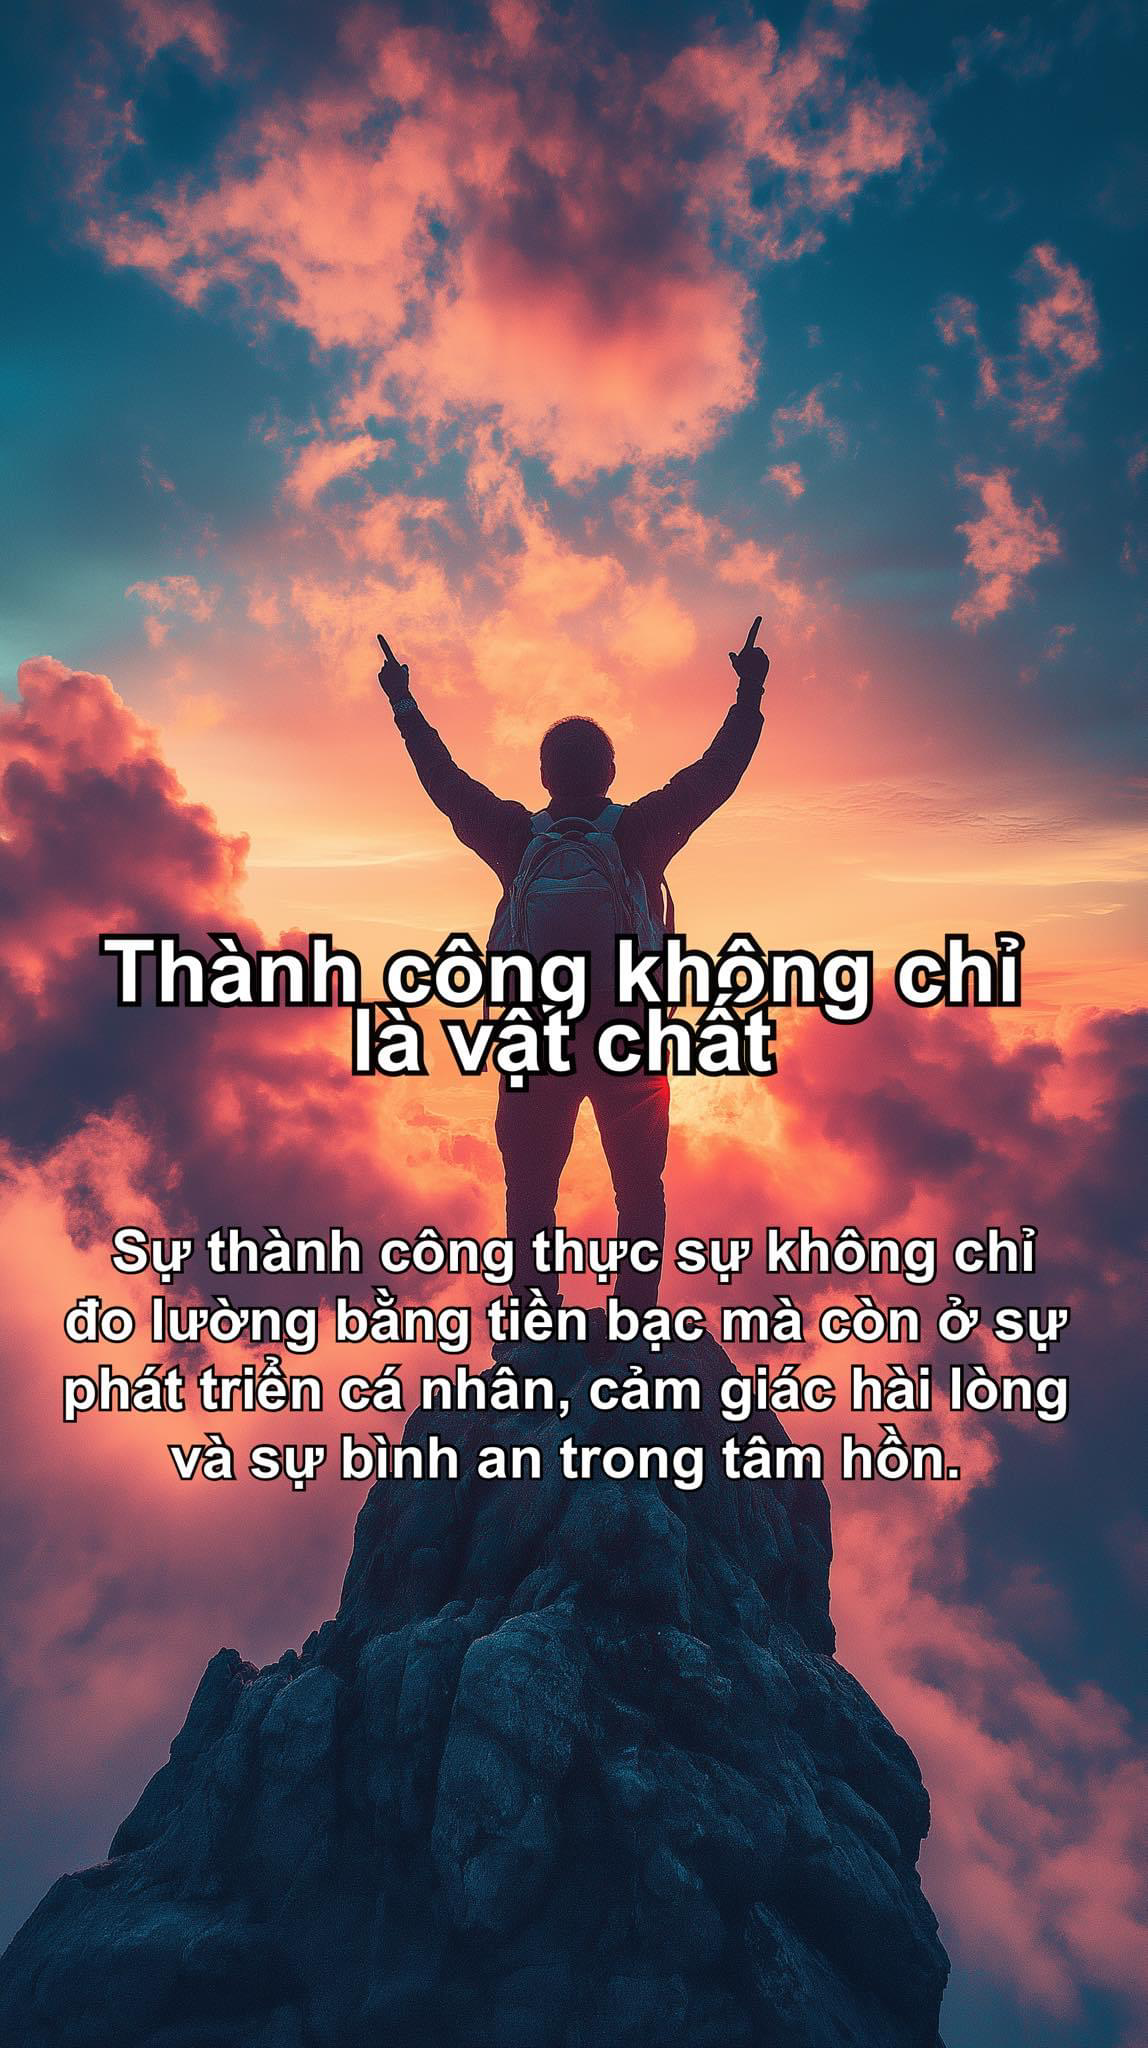 Thành công không chỉ
là vật chất
Sự thành công thực sự không chỉ
đo lường bằng tiền bạc mà còn ở sự
phát triển cá nhân, cảm giác hài lòng
và sự bình an trong tâm hồn.